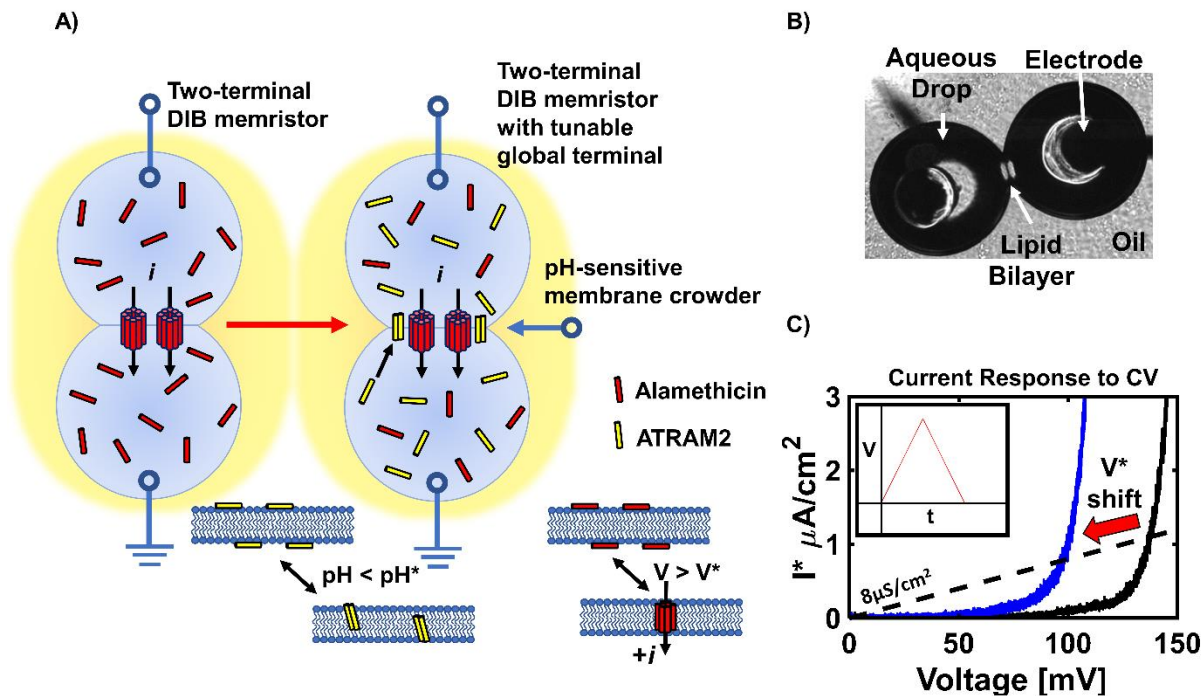 A)
Two-terminal
DIB memristor
Two-terminal
DIB memristor
with tunable
global terminal
i
i
pH-sensitive
membrane crowder
Alamethicin
ATRAM2
pH < pH*
V > V*
+i
B)
Aqueous
Drop
Electrode
Lipid
Bilayer
Oil
C)
Current Response to CV
I* μA/cm²
3
2
1
0
V
t
V*
shift
8μS/cm²
0
50
100
150
Voltage [mV]